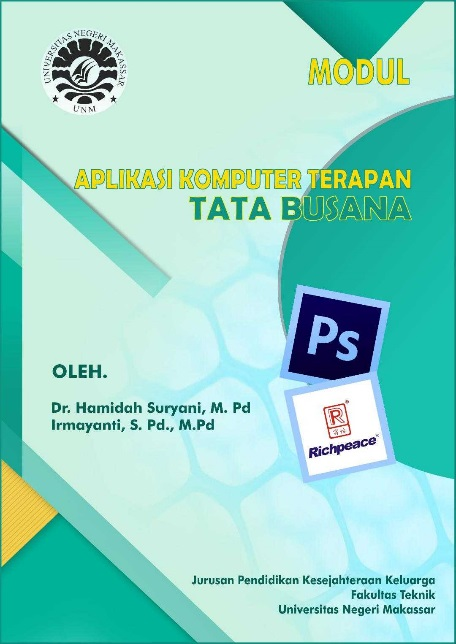 UNIVERSITAS NEGERI MAKASSAR
UNM
MODUL
APLIKASI KOMPUTER TERAPAN
TATA BUSANA
Ps
R
Richpeace
OLEH.
Dr. Hamidah Suryani, M. Pd
Irmayanti, S. Pd., M.Pd
Jurusan Pendidikan Kesejahteraan Keluarga
Fakultas Teknik
Universitas Negeri Makassar